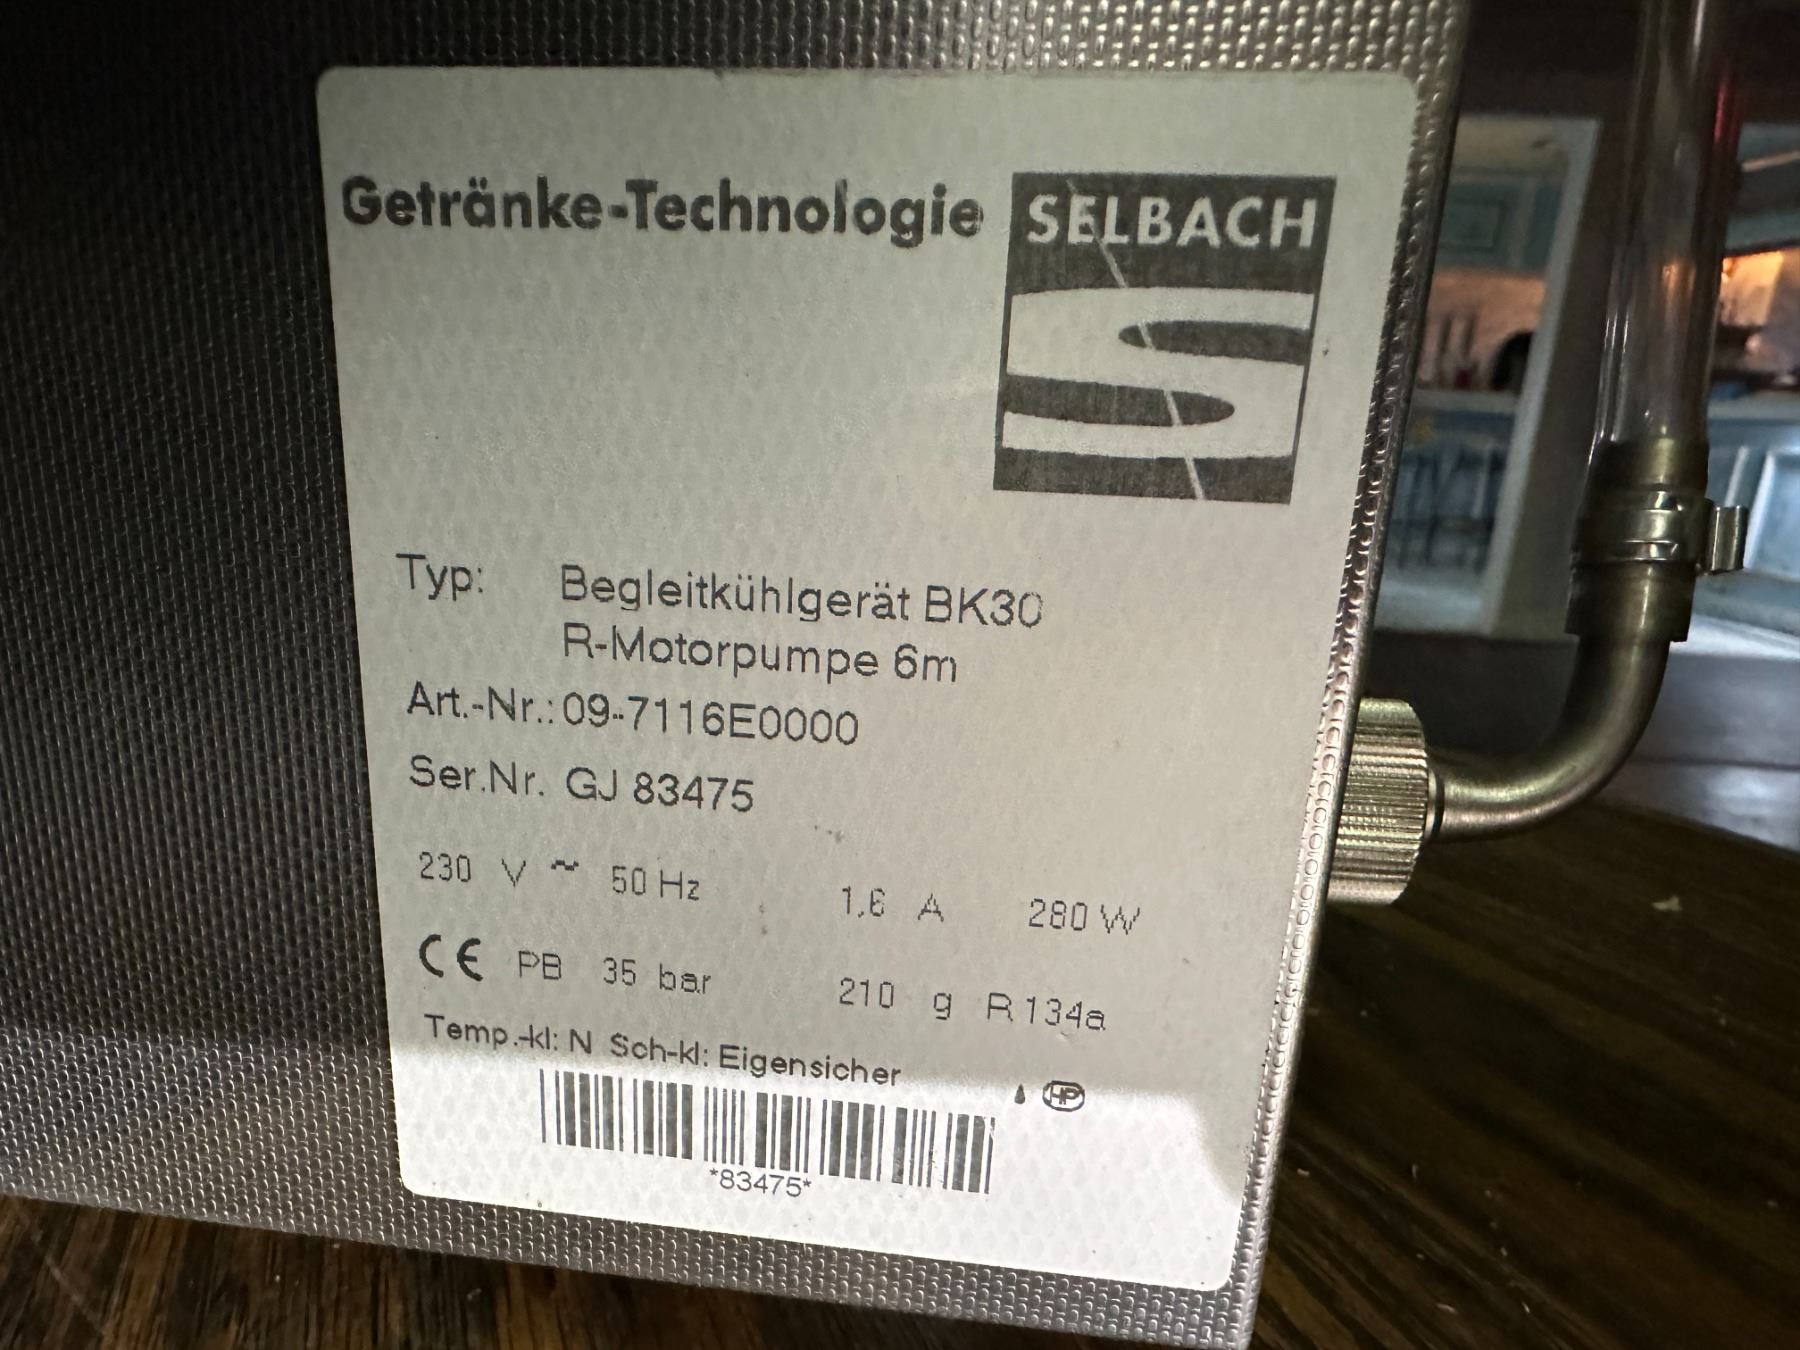 Getränke-Technologie
SELBACH
S
Typ: Begleitkühlgerät BK30
R-Motorpumpe 6m
Art.-Nr.: 09-7116E0000
Ser.Nr. GJ 83475
230 V ~ 50 Hz 1,6 A 280 W
CE PB 35 bar 210 g R134a
Temp.-kl: N Sch-kl: Eigensicher
HP
*83475*